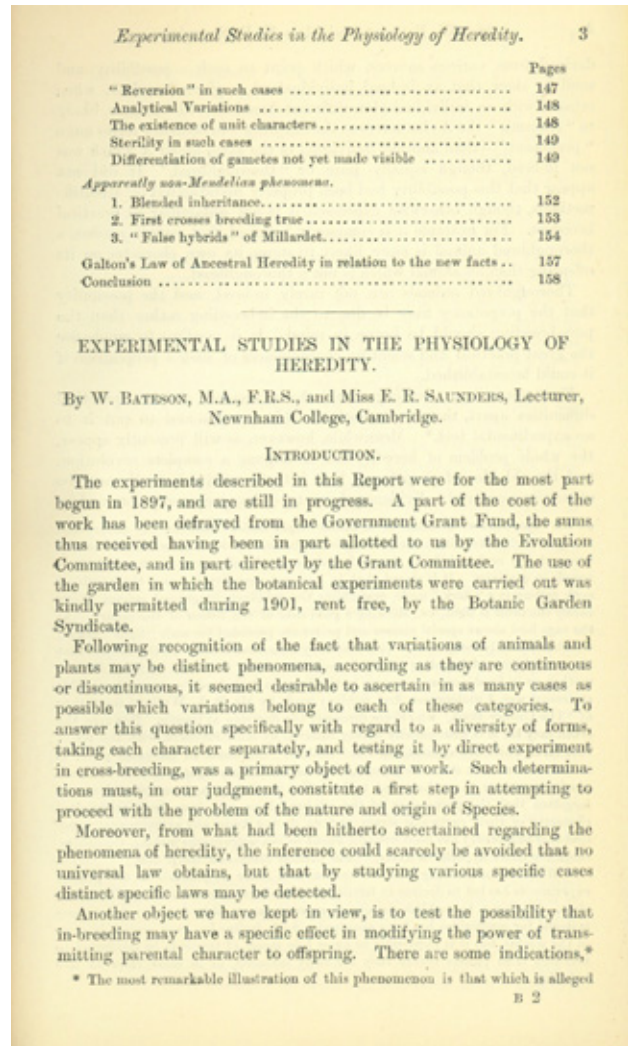 Experimental Studies in the Physiology of Heredity. 3
Pages
"Reversion" in such cases .............................. 147
Analytical Variations .................................. 148
The existence of unit characters.......................... 148
Sterility in such cases .................................. 149
Differentiation of gametes not yet made visible ............ 149
Apparently non-Mendelian phenomena.
1. Blended inheritance.................................. 152
2. First crosses breeding true............................ 153
3. "False hybrids" of Millardet.......................... 154
Galton's Law of Ancestral Heredity in relation to the new facts .. 157
Conclusion ................................................ 158
EXPERIMENTAL STUDIES IN THE PHYSIOLOGY OF
HEREDITY.
By W. BATESON, M.A., F.R.S., and Miss E. R. SAUNDERS, Lecturer,
Newnham College, Cambridge.
INTRODUCTION.
The experiments described in this Report were for the most part
begun in 1897, and are still in progress. A part of the cost of the
work has been defrayed from the Government Grant Fund, the sums
thus received having been in part allotted to us by the Evolution
Committee, and in part directly by the Grant Committee. The use of
the garden in which the botanical experiments were carried out was
kindly permitted during 1901, rent free, by the Botanic Garden
Syndicate.
Following recognition of the fact that variations of animals and
plants may be distinct phenomena, according as they are continuous
or discontinuous, it seemed desirable to ascertain in as many cases as
possible which variations belong to each of these categories. To
answer this question specifically with regard to a diversity of forms,
taking each character separately, and testing it by direct experiment
in cross-breeding, was a primary object of our work. Such determina-
tions must, in our judgment, constitute a first step in attempting to
proceed with the problem of the nature and origin of Species.
Moreover, from what had been hitherto ascertained regarding the
phenomena of heredity, the inference could scarcely be avoided that no
universal law obtains, but that by studying various specific cases
distinct specific laws may be detected.
Another object we have kept in view, is to test the possibility that
in-breeding may have a specific effect in modifying the power of trans-
mitting parental character to offspring. There are some indications,*
* The most remarkable illustration of this phenomenon is that which is alleged
B 2